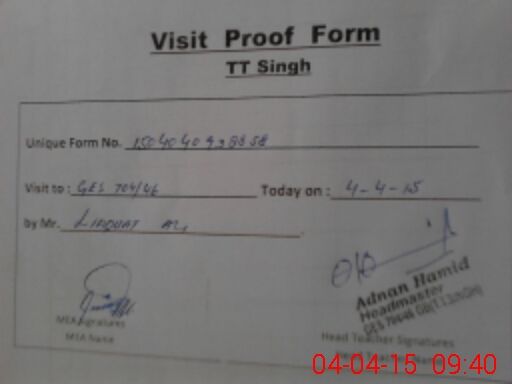 Visit Proof Form
TT Singh
Unique Form No.
Visit to : GES 704/46 Today on : 4-4-15
by Mr. LIAQUAT ALI
Adnan Hamid
Headmaster
MEA Signatures
MEA Name
Head Teacher Signatures
Name
04-04-15 09:40